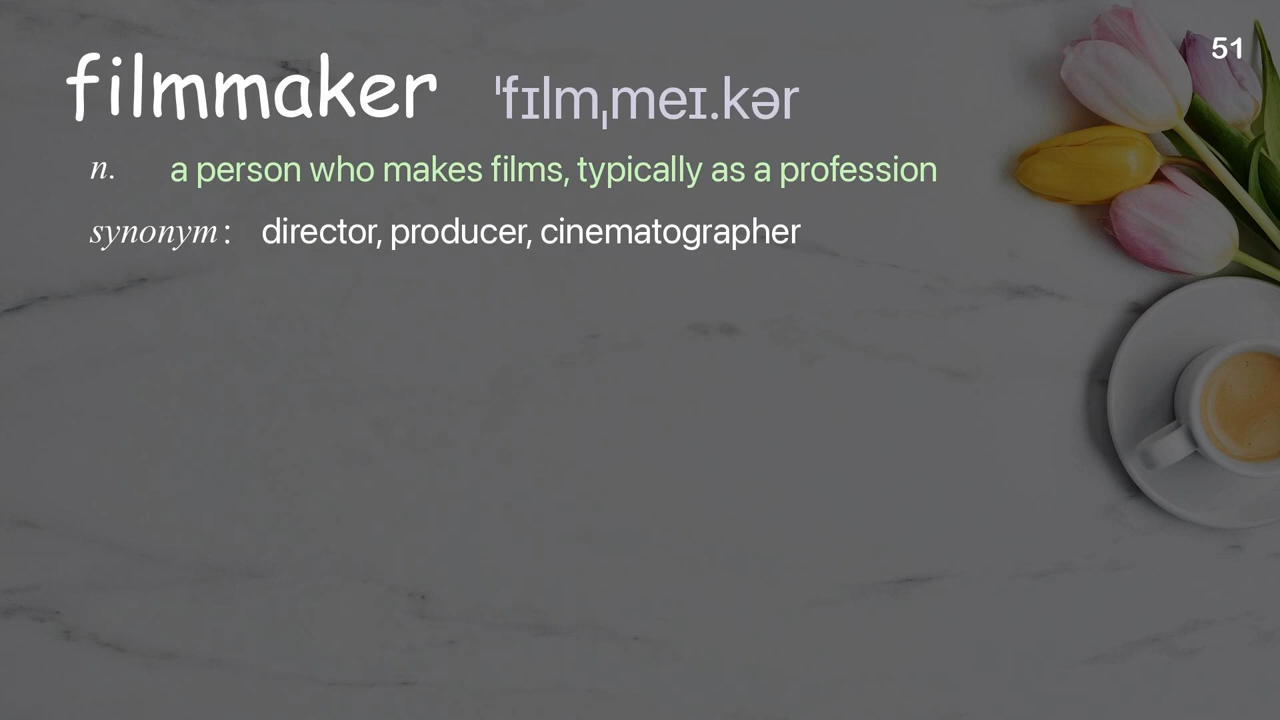 51
filmmaker ˈfɪlmˌmeɪ.kər
n. a person who makes films, typically as a profession
synonym: director, producer, cinematographer